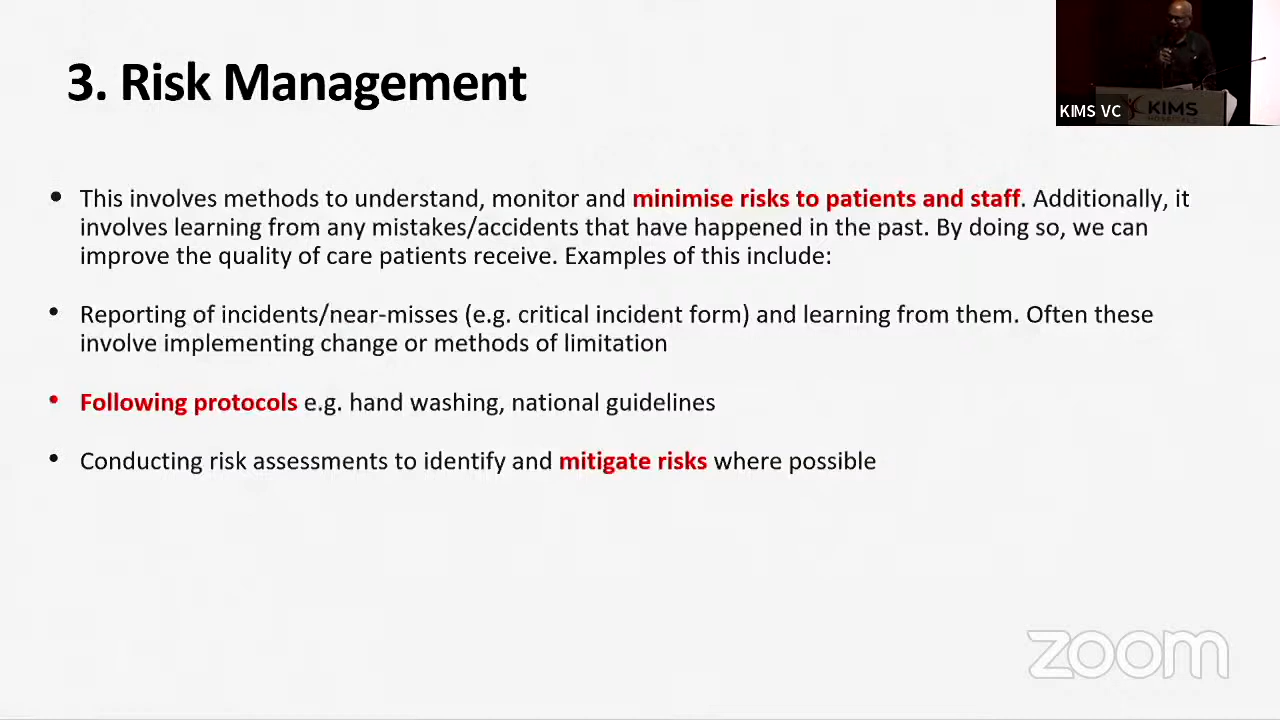 3. Risk Management
KIMS VC
KIMS
HOSPITALS
• This involves methods to understand, monitor and minimise risks to patients and staff. Additionally, it
involves learning from any mistakes/accidents that have happened in the past. By doing so, we can
improve the quality of care patients receive. Examples of this include:
• Reporting of incidents/near-misses (e.g. critical incident form) and learning from them. Often these
involve implementing change or methods of limitation
• Following protocols e.g. hand washing, national guidelines
• Conducting risk assessments to identify and mitigate risks where possible
zoom